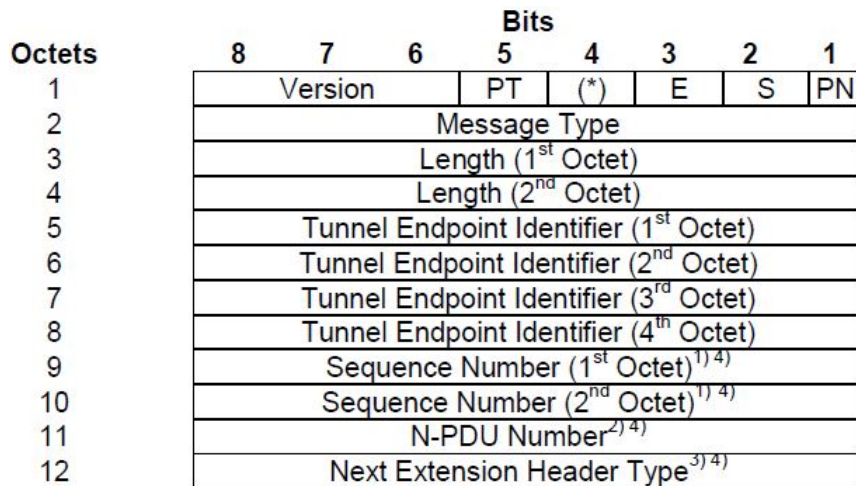 Bits
Octets 8 7 6 5 4 3 2 1
1 Version PT (*) E S PN
2 Message Type
3 Length (1st Octet)
4 Length (2nd Octet)
5 Tunnel Endpoint Identifier (1st Octet)
6 Tunnel Endpoint Identifier (2nd Octet)
7 Tunnel Endpoint Identifier (3rd Octet)
8 Tunnel Endpoint Identifier (4th Octet)
9 Sequence Number (1st Octet)1) 4)
10 Sequence Number (2nd Octet)1) 4)
11 N-PDU Number2) 4)
12 Next Extension Header Type3) 4)